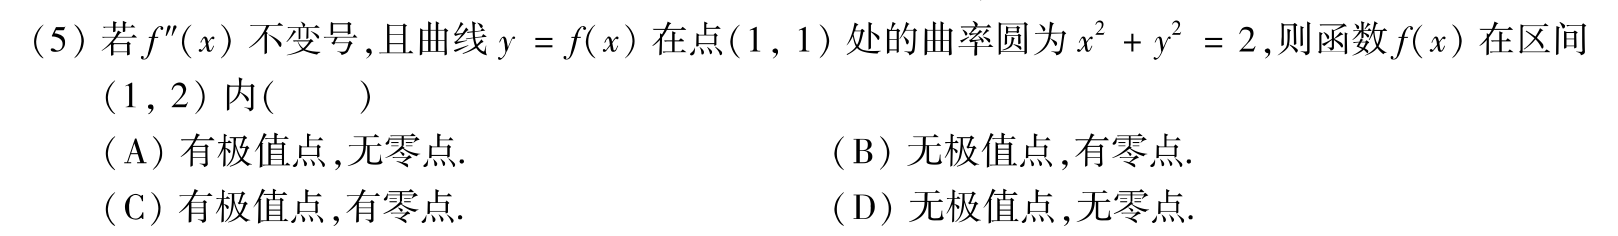 (5) 若 f″(x) 不变号,且曲线 y = f(x) 在点(1, 1) 处的曲率圆为 x² + y² = 2,则函数 f(x) 在区间
(1, 2) 内(    )
(A) 有极值点,无零点. (B) 无极值点,有零点.
(C) 有极值点,有零点. (D) 无极值点,无零点.